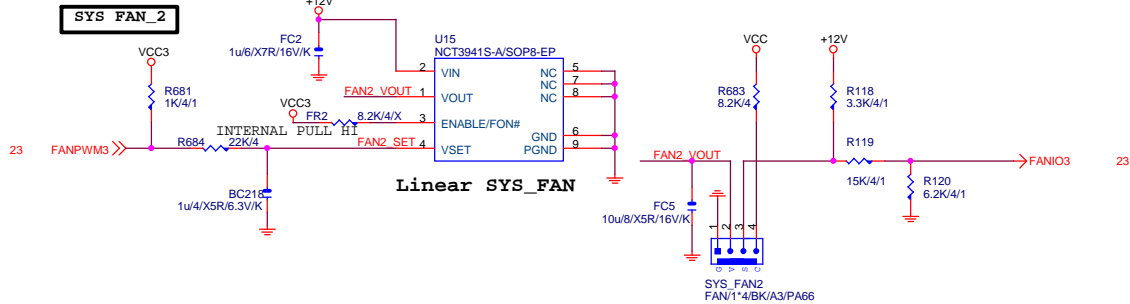 SYS FAN_2
+12V
FC2
1u/6/X7R/16V/K
U15
NCT3941S-A/SOP8-EP
VCC3
R681
1K/4/1
2 VIN
1 VOUT
3 ENABLE/FON#
4 VSET
NC 5
NC 7
NC 8
GND 6
PGND 9
FAN2_VOUT
VCC3
FR2 8.2K/4/X
INTERNAL PULL HI
23 FANPWM3
R684 22K/4
FAN2_SET
BC218
1u/4/X5R/6.3V/K
Linear SYS_FAN
VCC
+12V
R683
8.2K/4
R118
3.3K/4/1
FAN2_VOUT
R119
15K/4/1
FANIO3 23
R120
6.2K/4/1
FC5
10u/8/X5R/16V/K
1 2 3 4
G V S C
SYS_FAN2
FAN/1*4/BK/A3/PA66